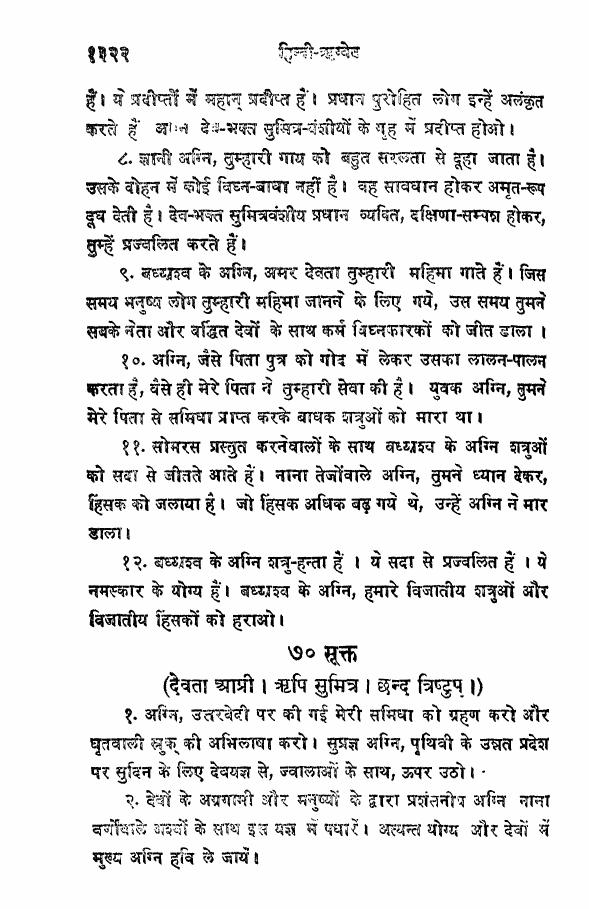 १३२२ हिन्दी-ऋग्वेद
हैं। ये प्रदीप्तों में महान् प्रदीप्त हैं। प्रधान पुरोहित लोग इन्हें अलंकृत
करते हैं देव-भक्त सुमित्र-वंशीयों के गृह में प्रदीप्त होओ।
८. ज्ञानी अग्नि, तुम्हारी गाय को बहुत सरलता से दूहा जाता है।
उसके दोहन में कोई विघ्न-बाधा नहीं है। वह सावधान होकर अमृत-रूप
दूध देती है। देव-भक्त सुमित्रवंशीय प्रधान व्यक्ति, दक्षिणा-सम्पन्न होकर,
तुम्हें प्रज्वलित करते हैं।
९. बध्र्यश्व के अग्नि, अमर देवता तुम्हारी महिमा गाते हैं। जिस
समय मनुष्य लोग तुम्हारी महिमा जानने के लिए गये, उस समय तुमने
सबके नेता और वर्द्धित देवों के साथ कर्म विघ्नकारकों को जीत डाला ।
१०. अग्नि, जैसे पिता पुत्र को गोद में लेकर उसका लालन-पालन
करता है, वैसे ही मेरे पिता ने तुम्हारी सेवा की है। युवक अग्नि, तुमने
मेरे पिता से समिधा प्राप्त करके बाधक शत्रुओं को मारा था।
११. सोमरस प्रस्तुत करनेवालों के साथ बध्र्यश्व के अग्नि शत्रुओं
को सदा से जीतते आते हैं। नाना तेजोंवाले अग्नि, तुमने ध्यान देकर,
हिंसक को जलाया है। जो हिंसक अधिक बढ़ गये थे, उन्हें अग्नि ने मार
डाला।
१२. बध्र्यश्व के अग्नि शत्रु-हन्ता हैं । ये सदा से प्रज्वलित हैं । ये
नमस्कार के योग्य हैं। बध्र्यश्व के अग्नि, हमारे विजातीय शत्रुओं और
विजातीय हिंसकों को हराओ।
७० सूक्त
(देवता आप्री। ऋषि सुमित्र। छन्द त्रिष्टुप्।)
१. अग्नि, उत्तरवेदी पर की गई मेरी समिधा को ग्रहण करो और
घृतवाली स्रुक् की अभिलाषा करो। सुप्रज्ञ अग्नि, पृथिवी के उन्नत प्रदेश
पर सुदिन के लिए देवयज्ञ से, ज्वालाओं के साथ, ऊपर उठो।
२. देवों के अग्रगामी और मनुष्यों के द्वारा प्रशंसनीय अग्नि नाना
वर्णोंवाले अश्वों के साथ इस यज्ञ में पधारें। अत्यन्त योग्य और देवों में
मुख्य अग्नि हवि ले जायें।